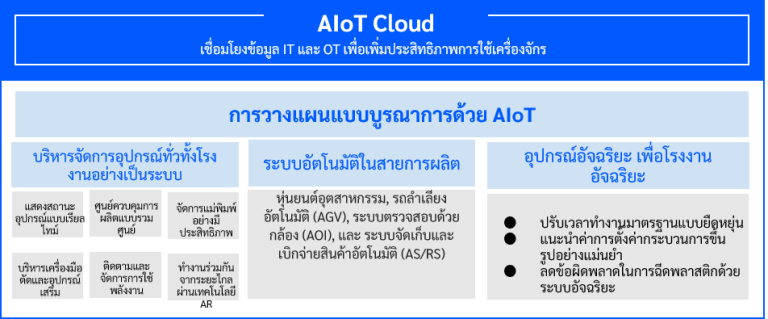 AIoT Cloud
เชื่อมโยงข้อมูล IT และ OT เพื่อเพิ่มประสิทธิภาพการใช้เครื่องจักร
การวางแผนแบบบูรณาการด้วย AIoT
บริหารจัดการอุปกรณ์ทั่วทั้งโรง
งานอย่างเป็นระบบ
แสดงสถานะ
อุปกรณ์แบบเรียล
ไทม์
ศูนย์ควบคุมการ
ผลิตแบบรวม
ศูนย์
จัดการแม่พิมพ์
อย่างมี
ประสิทธิภาพ
บริหารเครื่องมือ
ตัดและอุปกรณ์
เสริม
ติดตามและ
จัดการการใช้
พลังงาน
ทำงานร่วมกัน
จากระยะไกล
ผ่านเทคโนโลยี
AR
ระบบอัตโนมัติในสายการผลิต
หุ่นยนต์อุตสาหกรรม, รถลำเลียง
อัตโนมัติ (AGV), ระบบตรวจสอบด้วย
กล้อง (AOI), และ ระบบจัดเก็บและ
เบิกจ่ายสินค้าอัตโนมัติ (AS/RS)
อุปกรณ์อัจฉริยะ เพื่อโรงงาน
อัจฉริยะ
● ปรับเวลาทำงานมาตรฐานแบบยืดหยุ่น
● แนะนำค่าการตั้งค่ากระบวนการขึ้น
รูปอย่างแม่นยำ
● ลดข้อผิดพลาดในการฉีดพลาสติกด้วย
ระบบอัจฉริยะ